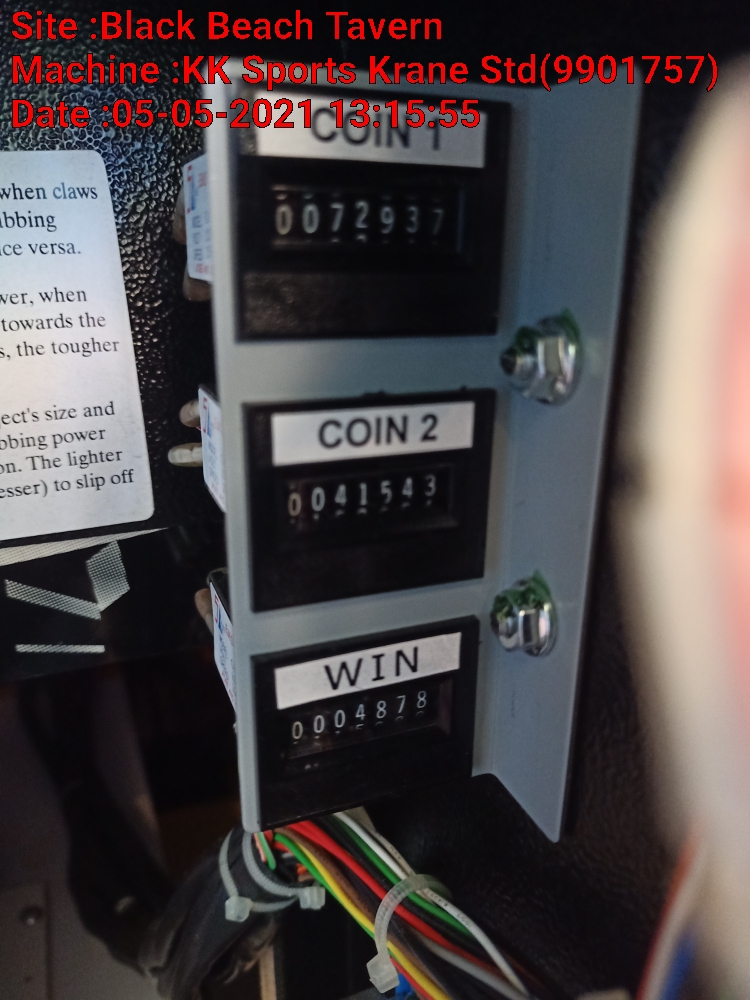 Site :Black Beach Tavern
Machine :KK Sports Krane Std(9901757)
Date :05-05-2021 13:15:55
COIN 1
0072937
when claws
ce versa.
when
towards the
the tougher
ect's size and
bbing power
on. The lighter
esser) to slip off
COIN 2
0041543
WIN
0004878